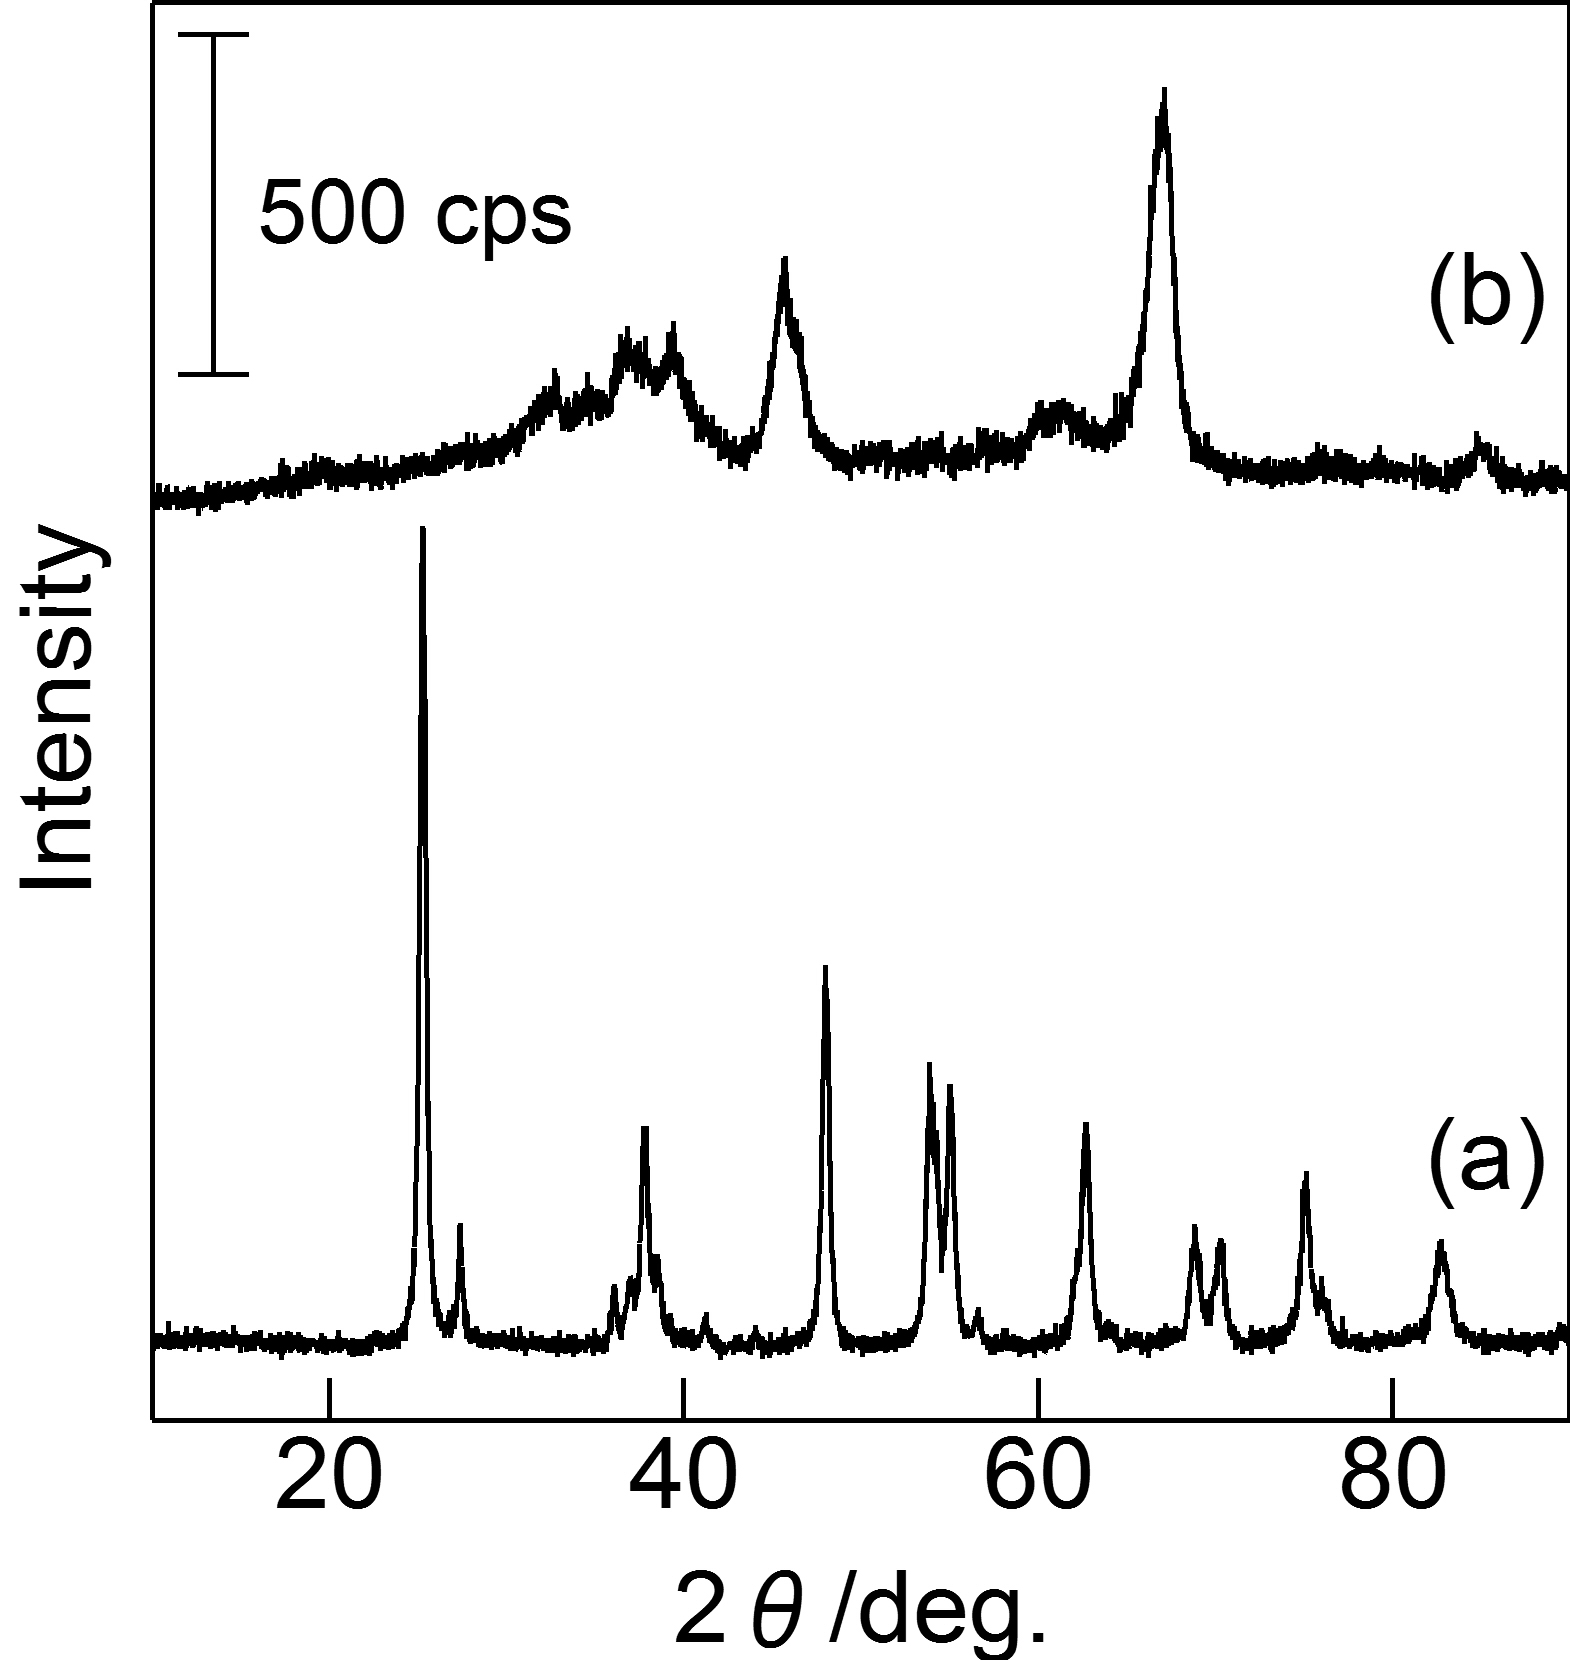 500 cps
(b)
Intensity
(a)
20 40 60 80
2 θ /deg.